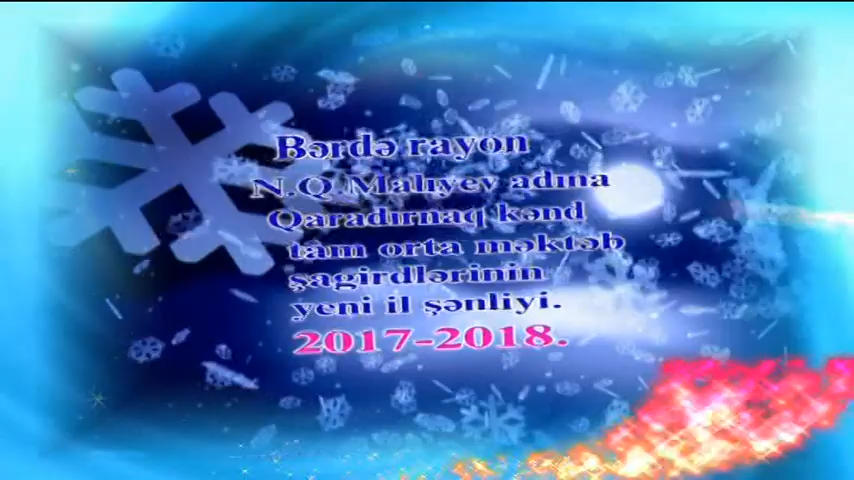 Bərdə rayon
N.Q.Malıyev adına
Qaradırnaq kənd
tam orta məktəb
şagirdlərinin
yeni il şənliyi.
2017-2018.